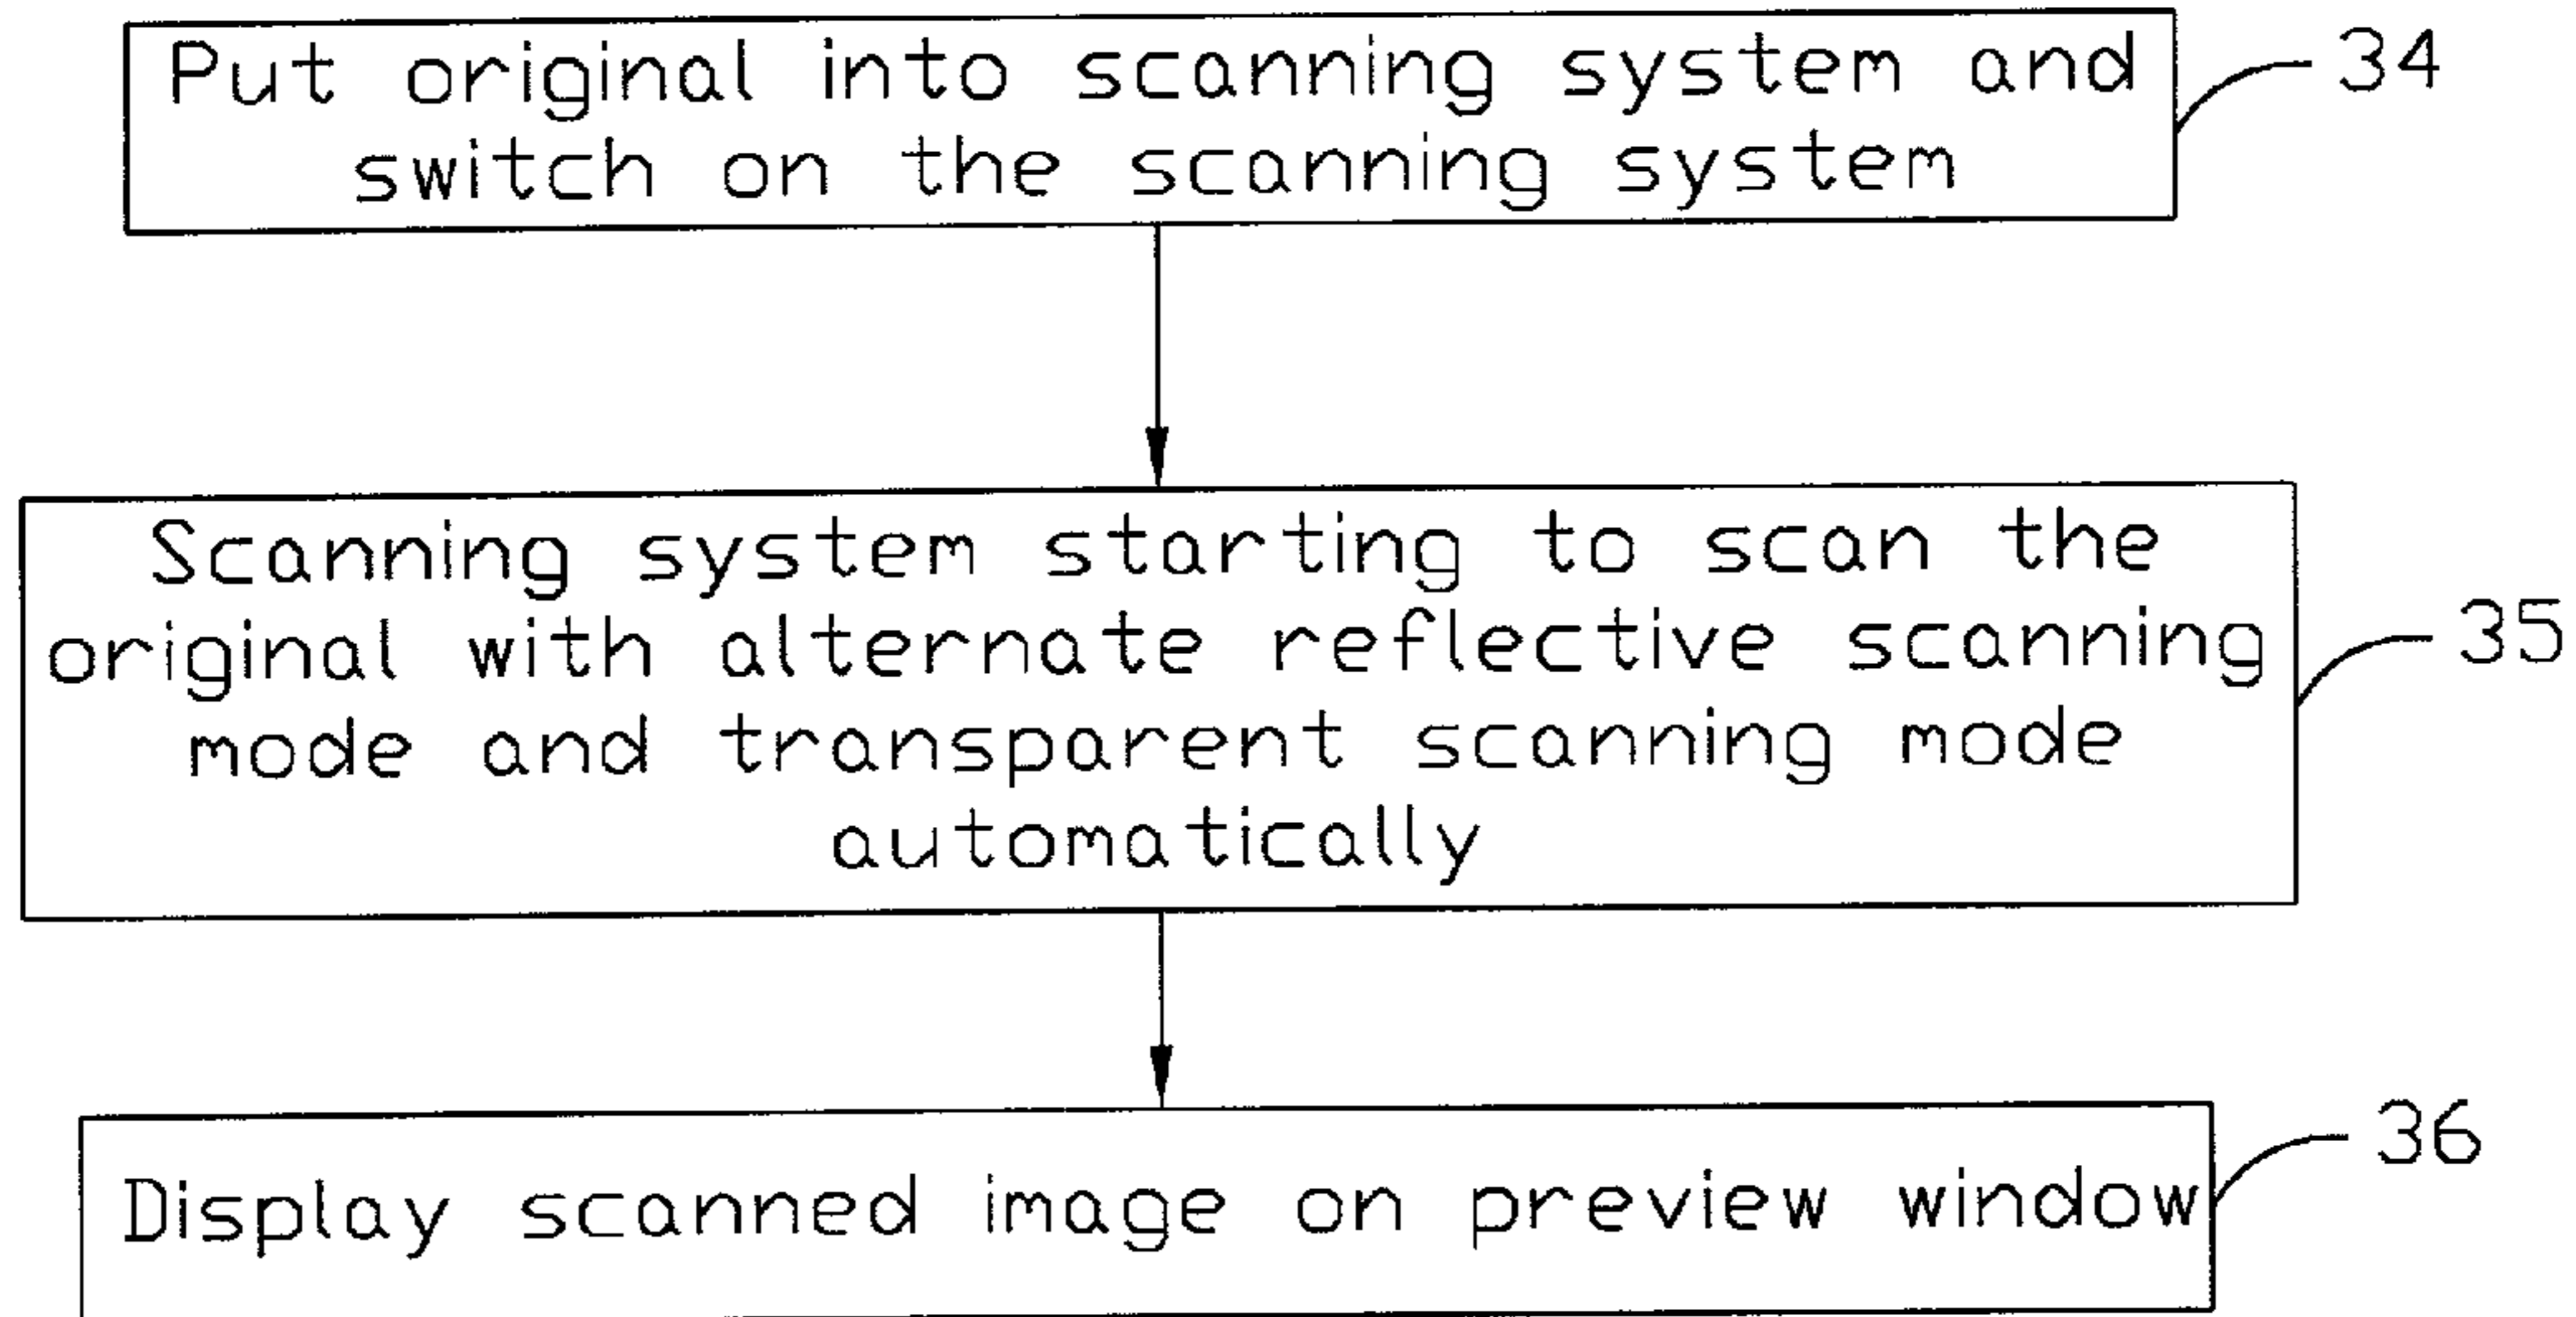 Put original into scanning system and
switch on the scanning system
34
Scanning system starting to scan the
original with alternate reflective scanning
mode and transparent scanning mode
automatically
35
Display scanned image on preview window
36